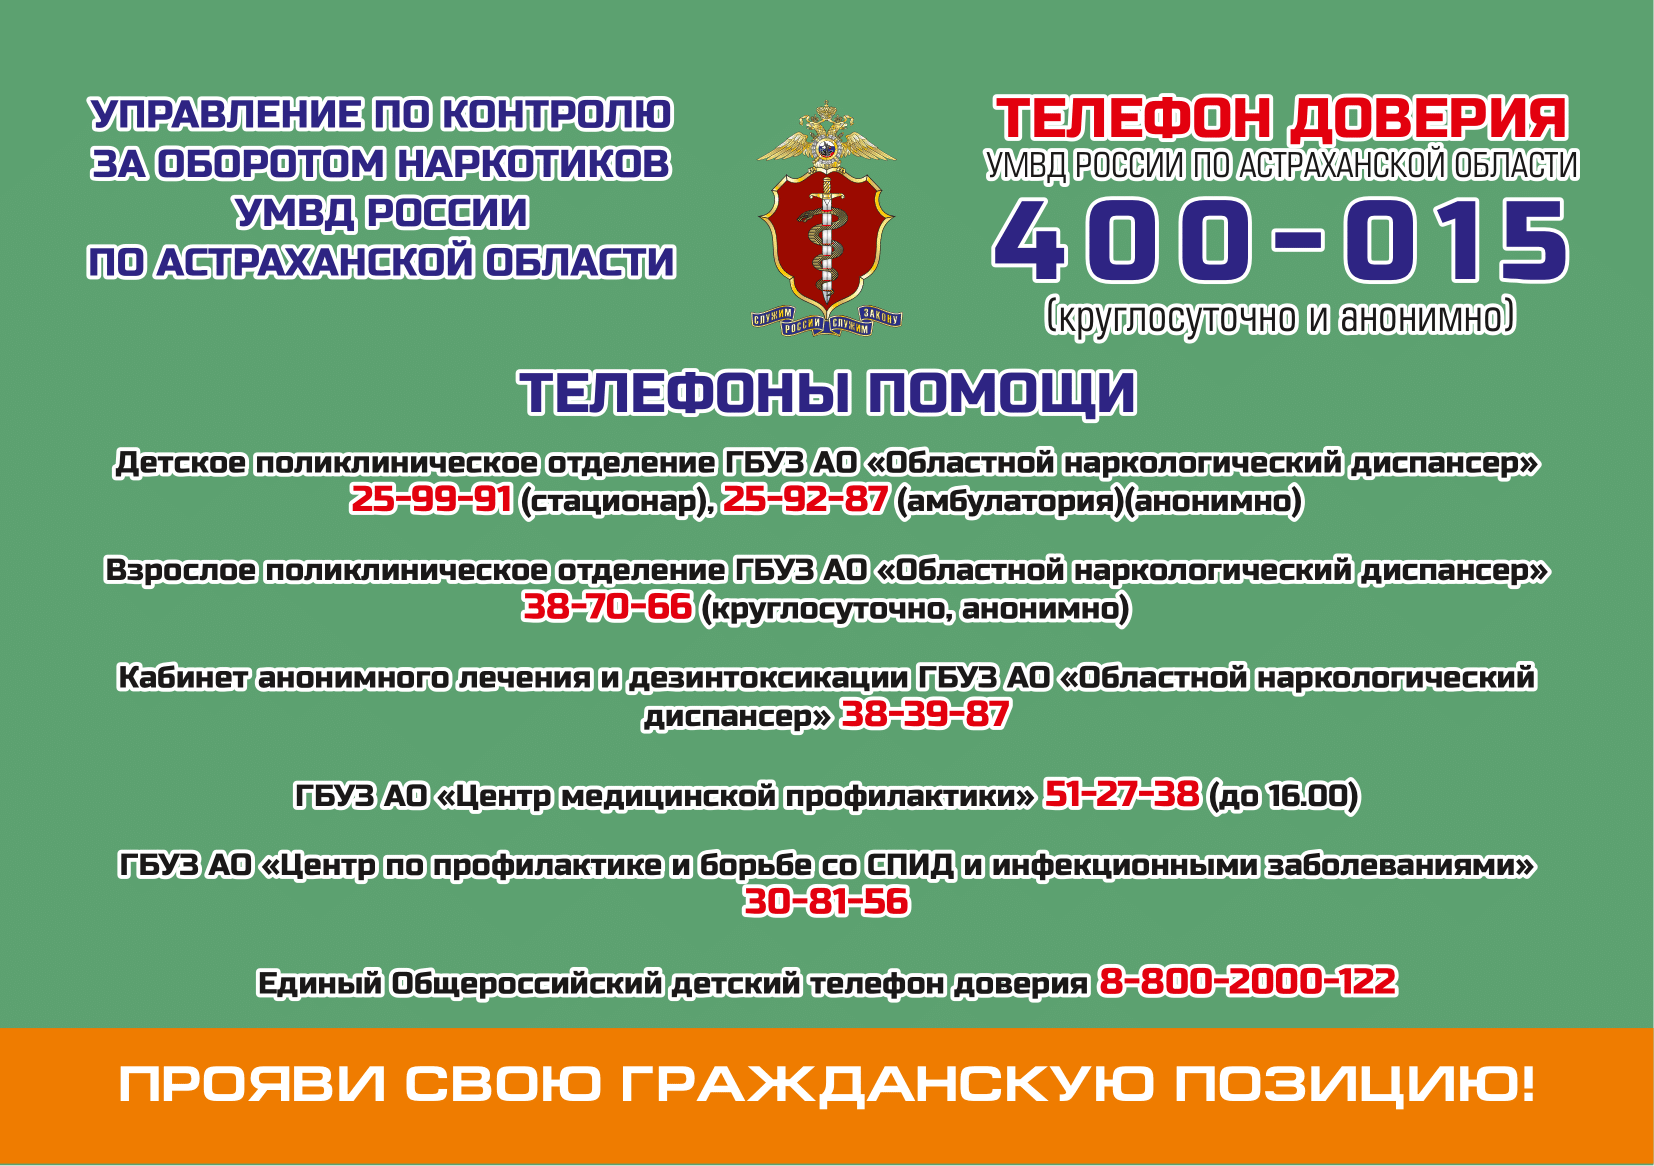 УПРАВЛЕНИЕ ПО КОНТРОЛЮ
ЗА ОБОРОТОМ НАРКОТИКОВ
УМВД РОССИИ
ПО АСТРАХАНСКОЙ ОБЛАСТИ
СЛУЖИМ РОССИИ СЛУЖИМ ЗАКОНУ
ТЕЛЕФОН ДОВЕРИЯ
УМВД РОССИИ ПО АСТРАХАНСКОЙ ОБЛАСТИ
400-015
(круглосуточно и анонимно)
ТЕЛЕФОНЫ ПОМОЩИ
Детское поликлиническое отделение ГБУЗ АО «Областной наркологический диспансер»
25-99-91 (стационар), 25-92-87 (амбулатория)(анонимно)
Взрослое поликлиническое отделение ГБУЗ АО «Областной наркологический диспансер»
38-70-66 (круглосуточно, анонимно)
Кабинет анонимного лечения и дезинтоксикации ГБУЗ АО «Областной наркологический
диспансер» 38-39-87
ГБУЗ АО «Центр медицинской профилактики» 51-27-38 (до 16.00)
ГБУЗ АО «Центр по профилактике и борьбе со СПИД и инфекционными заболеваниями»
30-81-56
Единый Общероссийский детский телефон доверия 8-800-2000-122
ПРОЯВИ СВОЮ ГРАЖДАНСКУЮ ПОЗИЦИЮ!